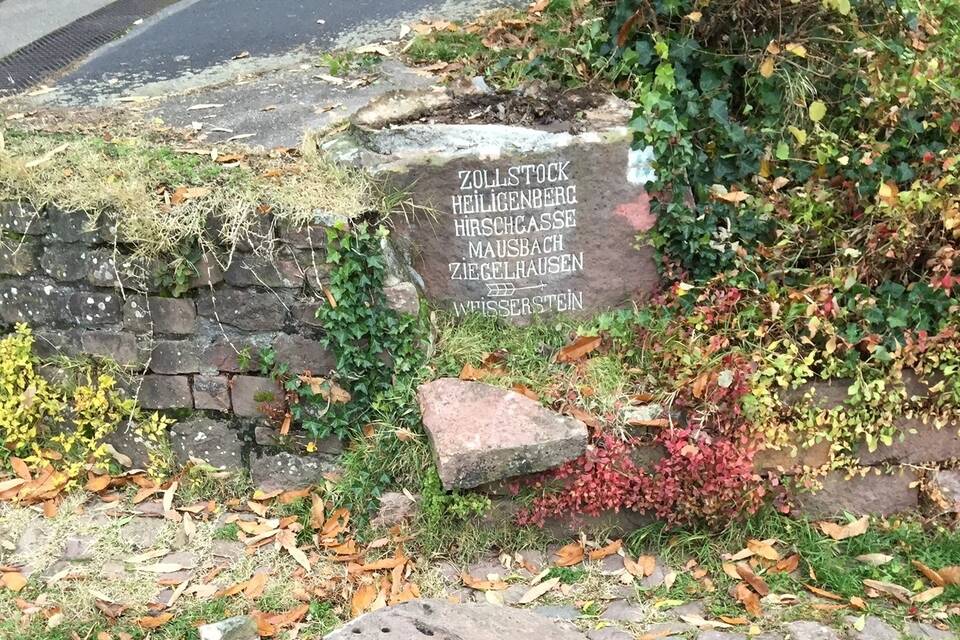 ZOLLSTOCK
HEILIGENBERG
HIRSCHGASSE
MAUSBACH
ZIEGELHAUSEN
WEISSERSTEIN